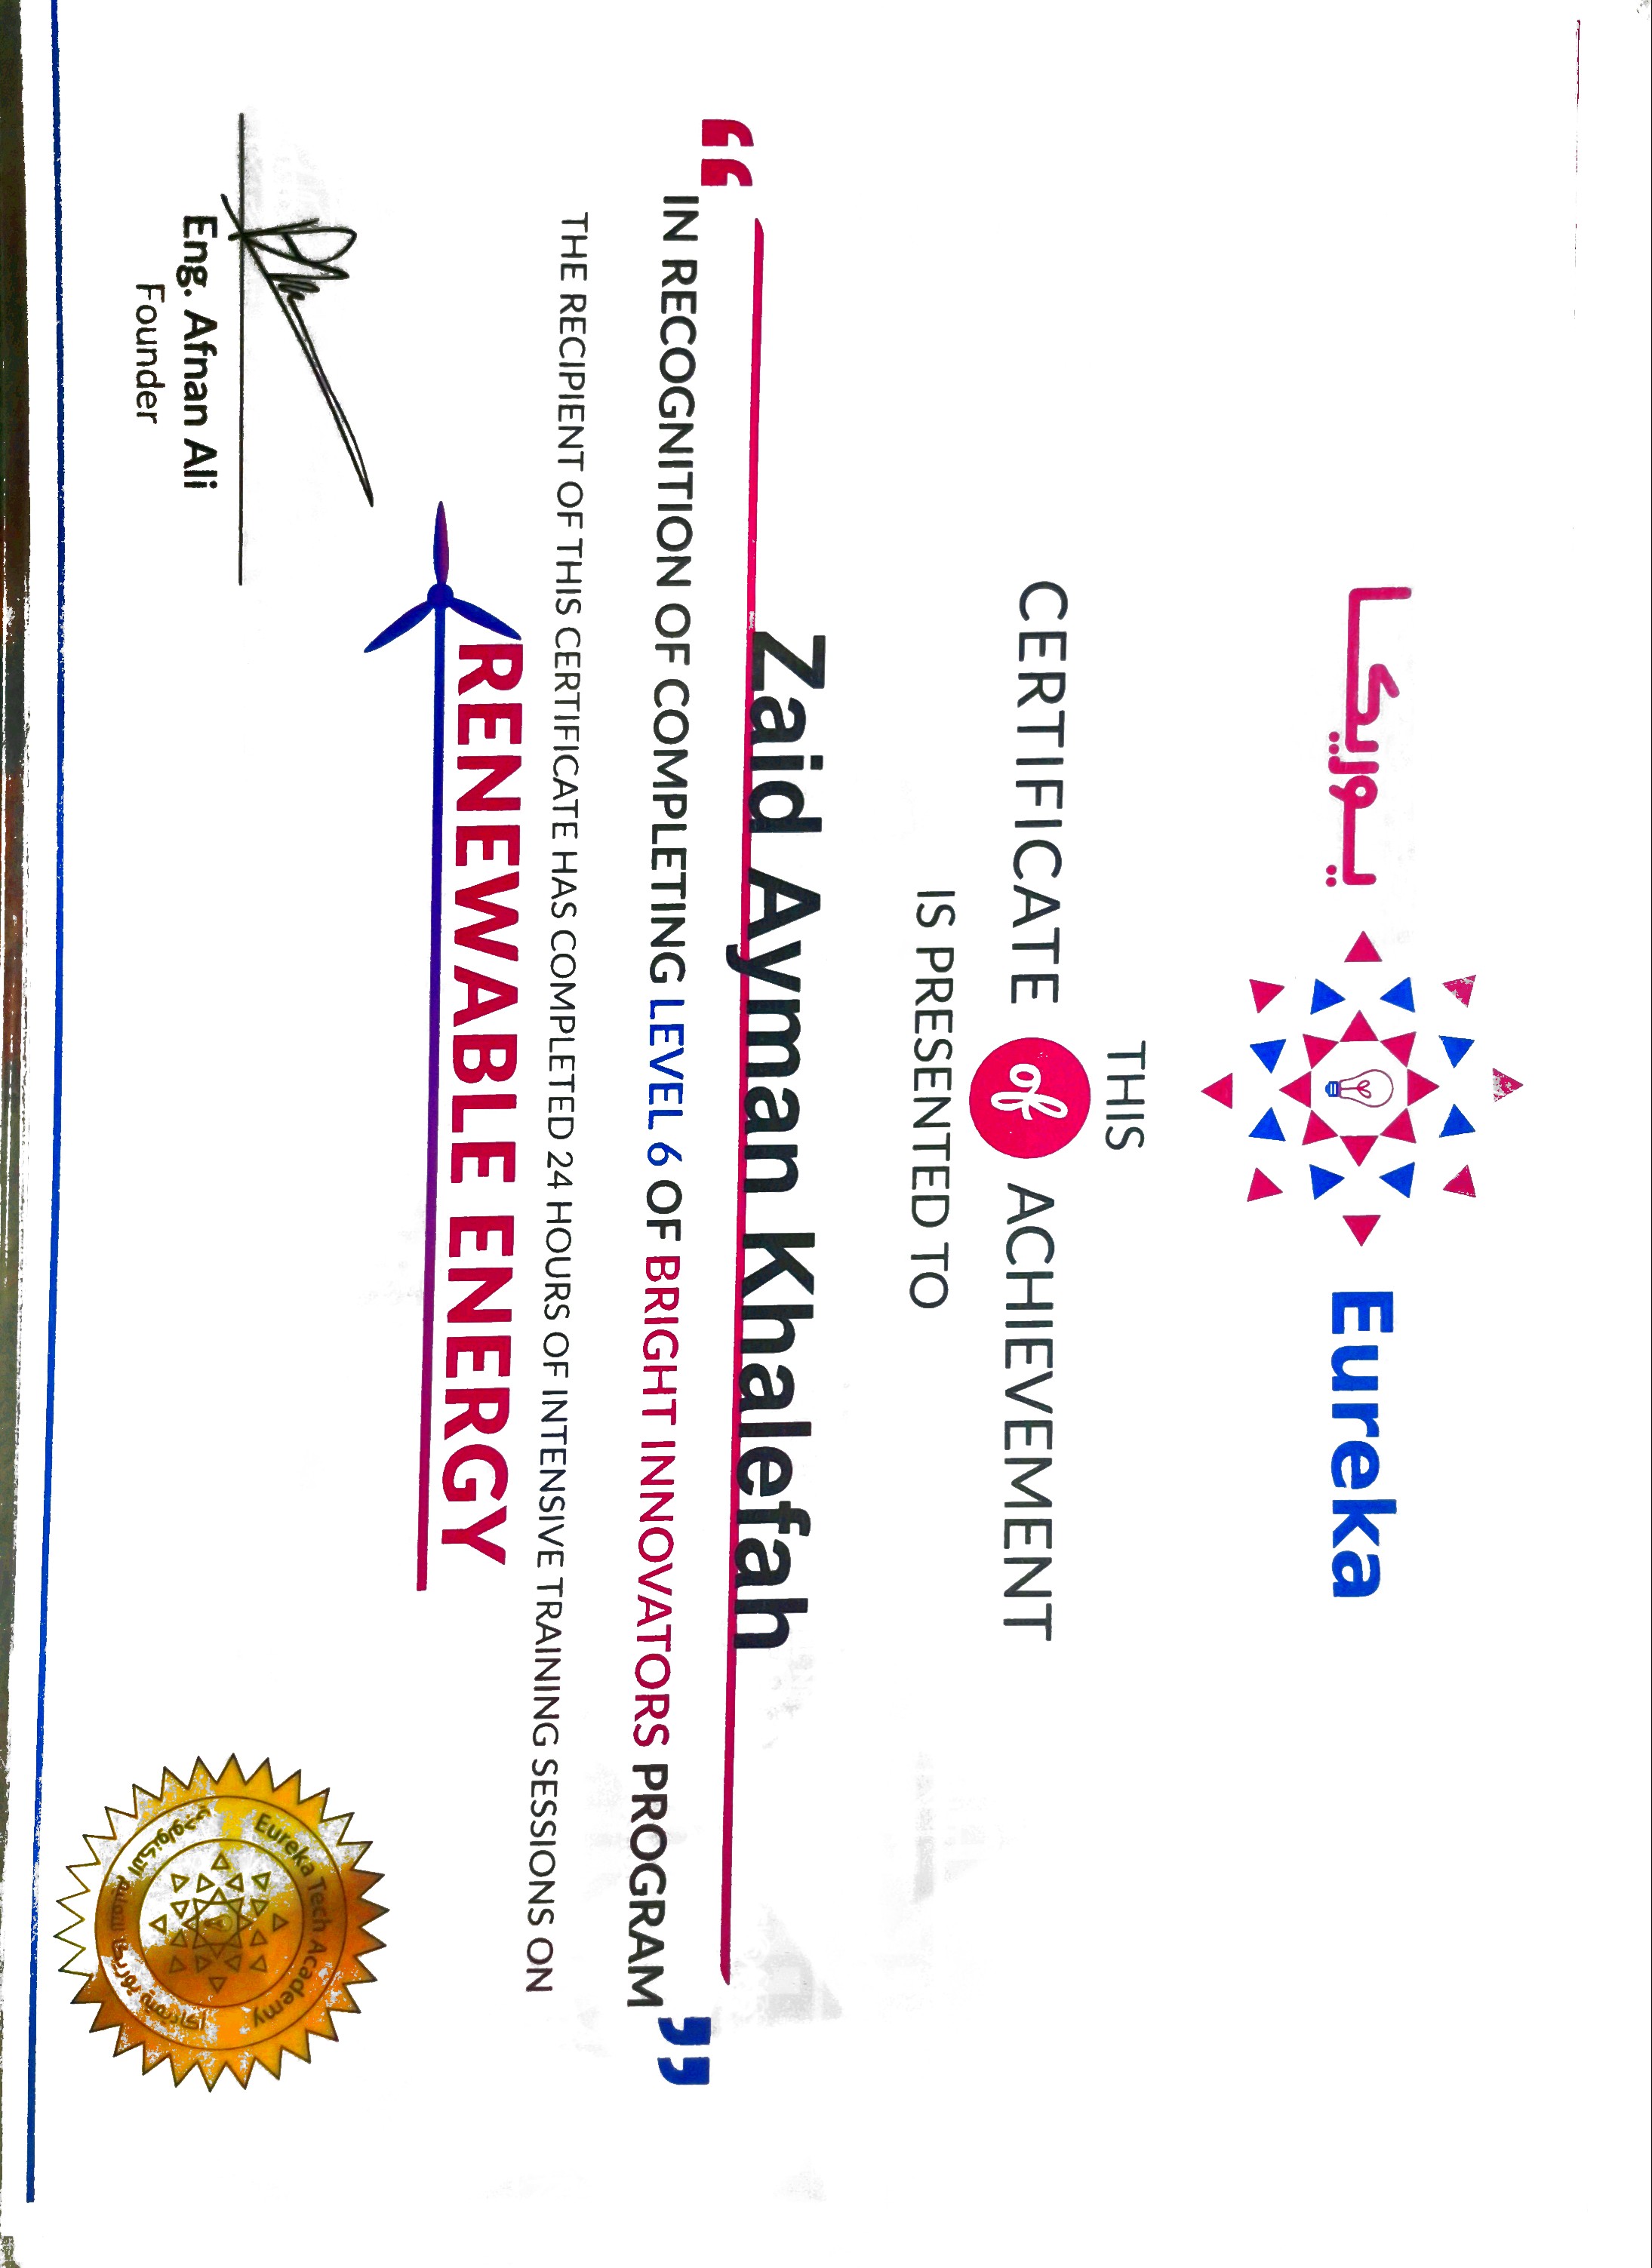 يوريكا Eureka
THIS
CERTIFICATE of ACHIEVEMENT
IS PRESENTED TO
Zaid Ayman Khalefah
“IN RECOGNITION OF COMPLETING LEVEL 6 OF BRIGHT INNOVATORS PROGRAM”
THE RECIPIENT OF THIS CERTIFICATE HAS COMPLETED 24 HOURS OF INTENSIVE TRAINING SESSIONS ON
RENEWABLE ENERGY
Eng. Afnan Ali
Founder
Eureka Tech Academy
أكاديمية يوريكا للتعليم التكنولوجي